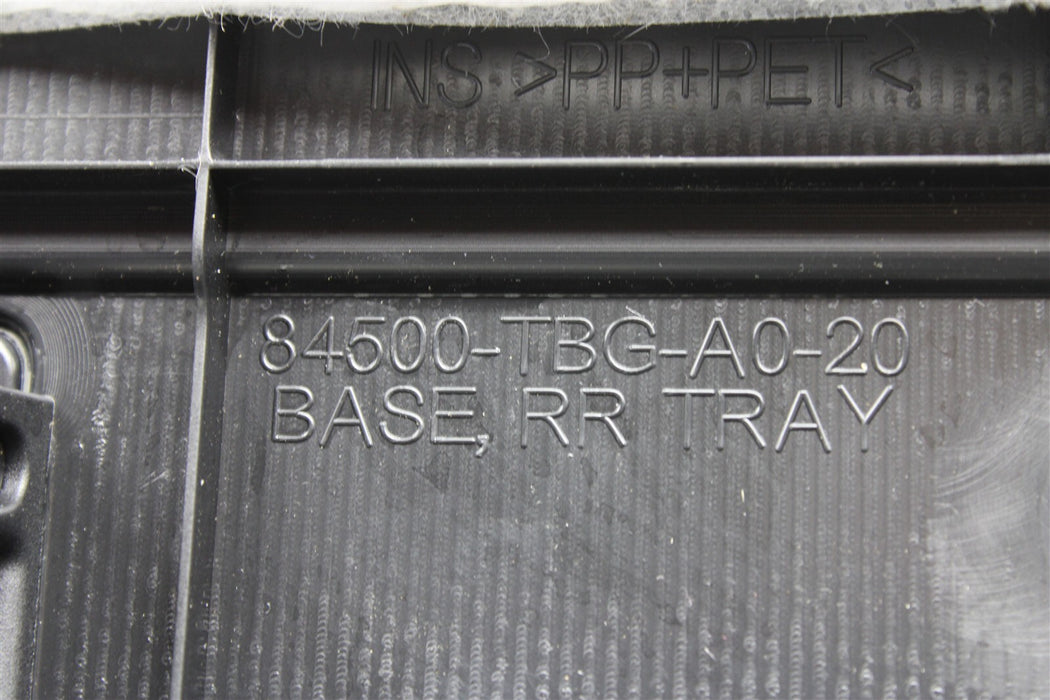 INS >PP+PET<
84500-TBG-A0-20
BASE, RR TRAY